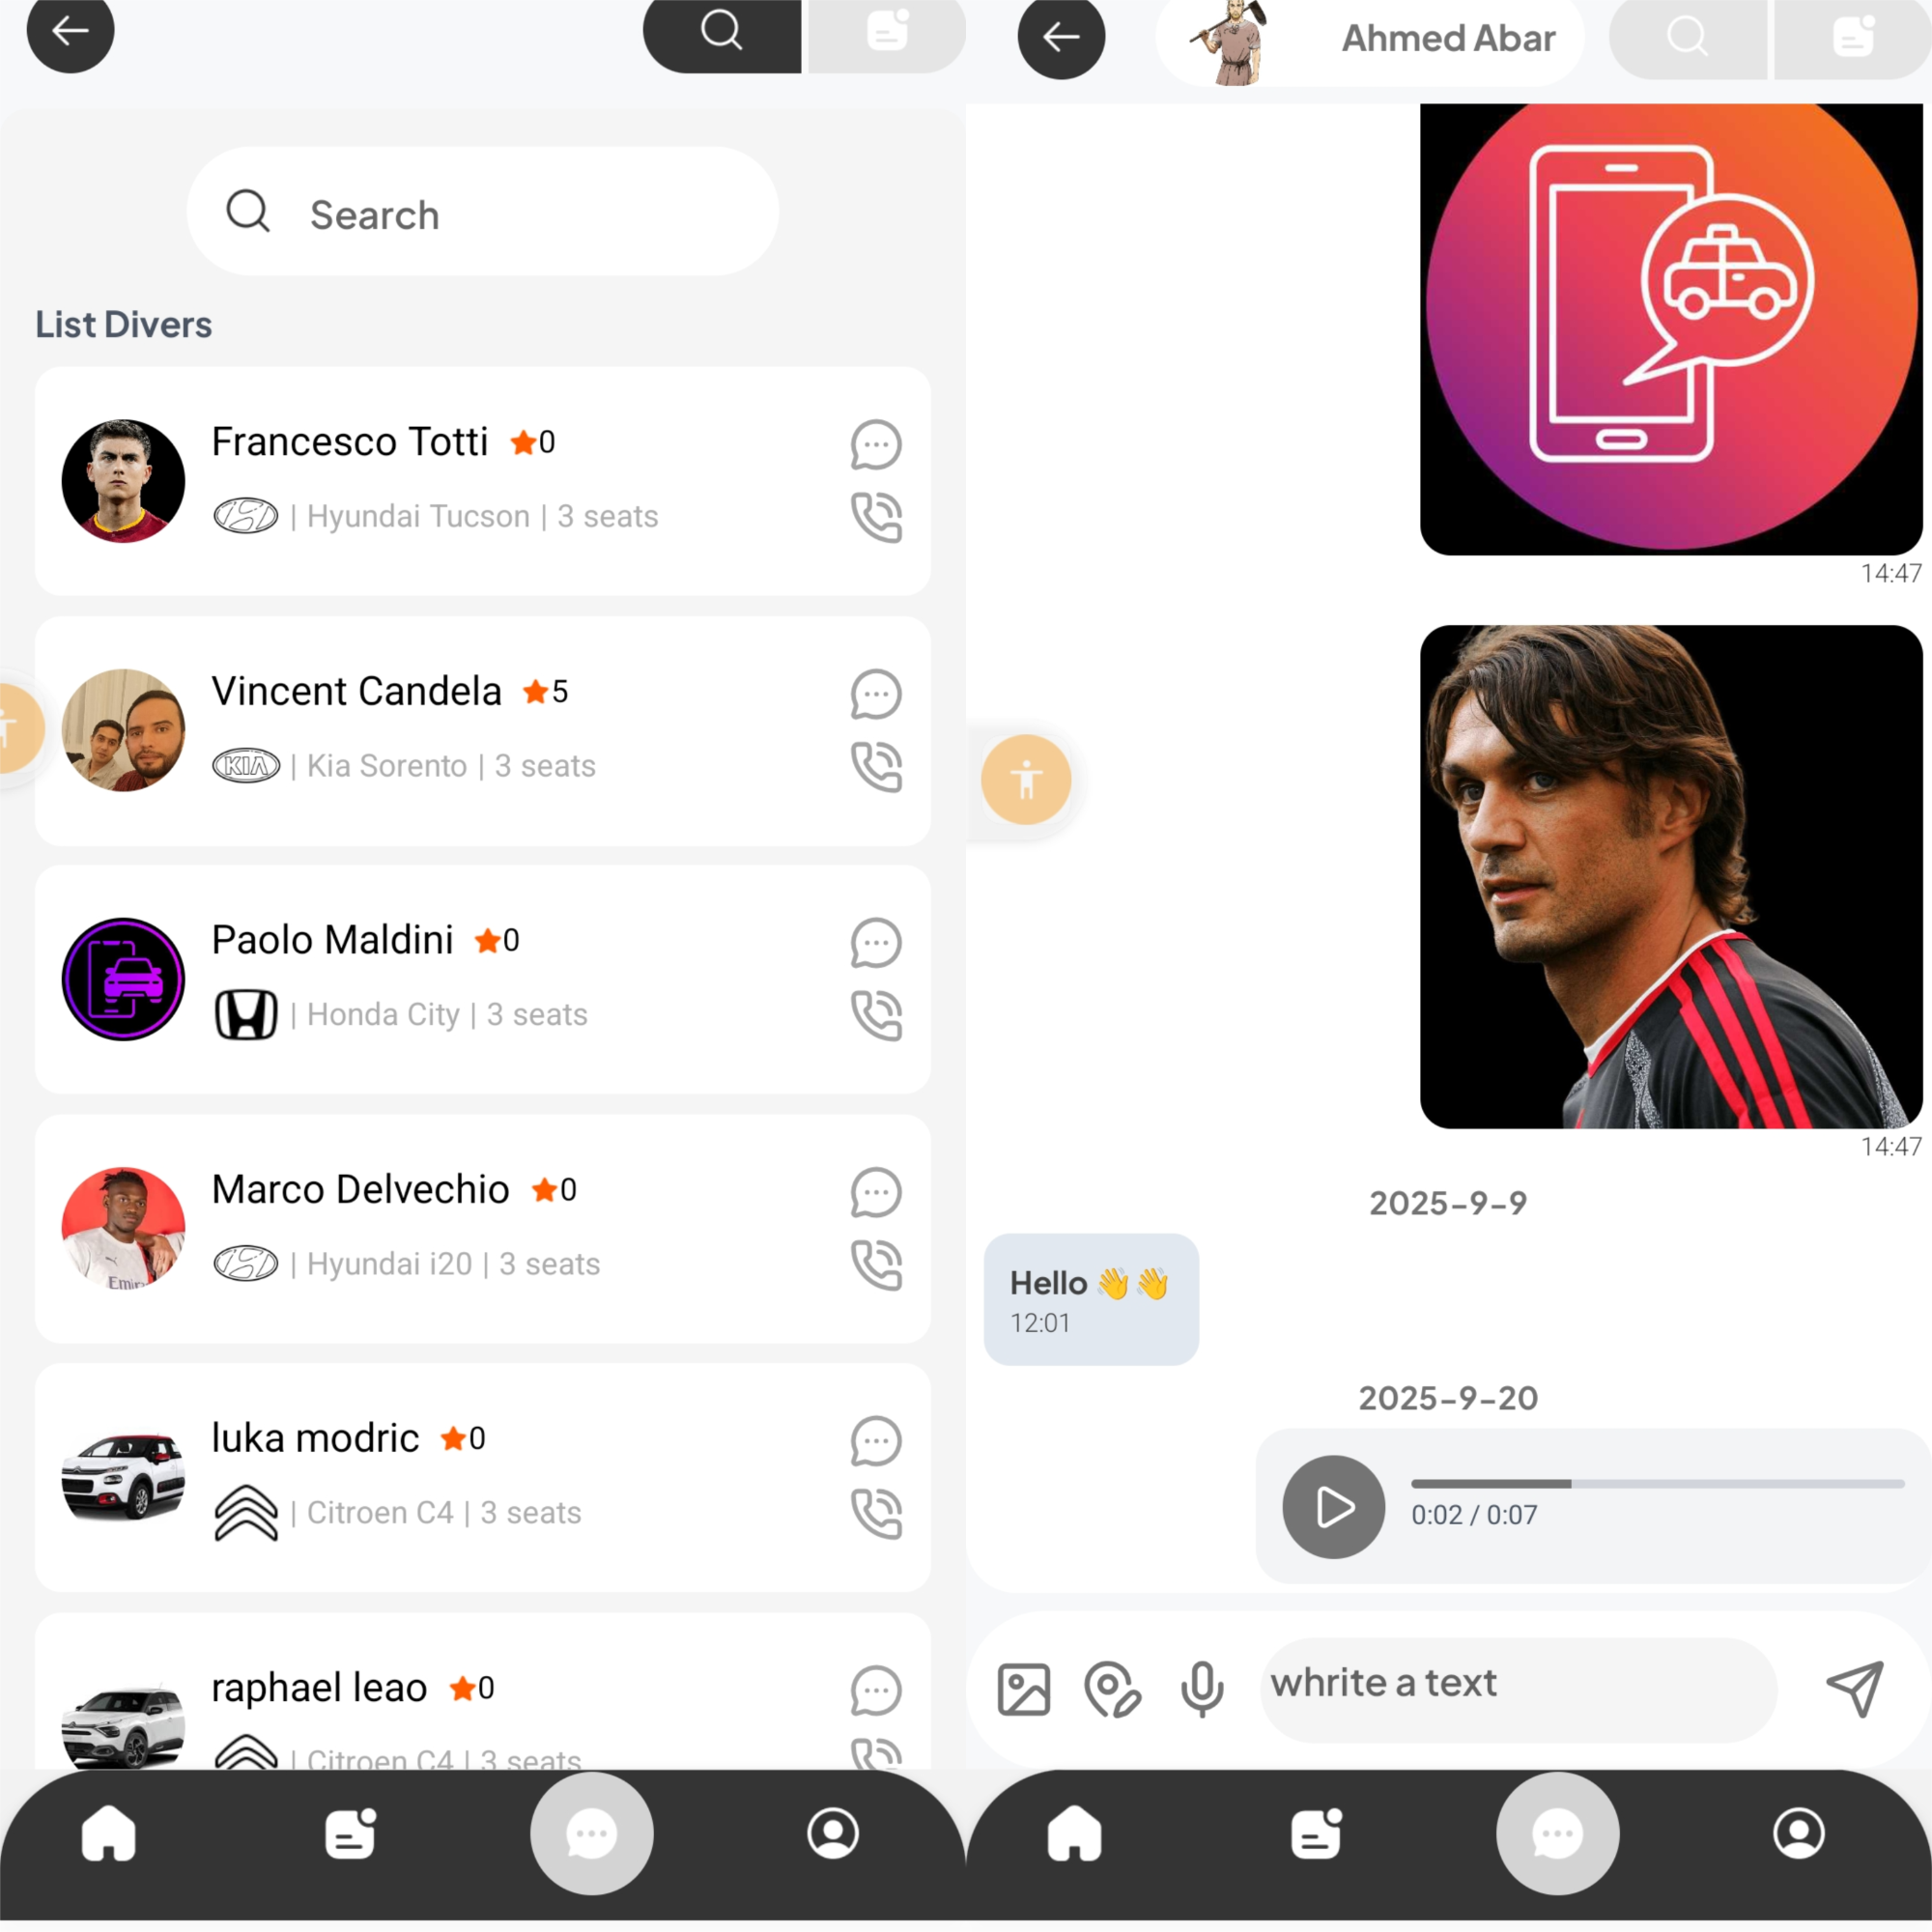 Search
List Divers
Francesco Totti 0
| Hyundai Tucson | 3 seats
Vincent Candela 5
KIA | Kia Sorento | 3 seats
Paolo Maldini 0
| Honda City | 3 seats
Marco Delvechio 0
Emir
| Hyundai i20 | 3 seats
luka modric 0
| Citroen C4 | 3 seats
raphael leao 0
| Citroen C4 | 3 seats
Ahmed Abar
14:47
14:47
2025-9-9
Hello 👋👋
12:01
2025-9-20
0:02 / 0:07
whrite a text